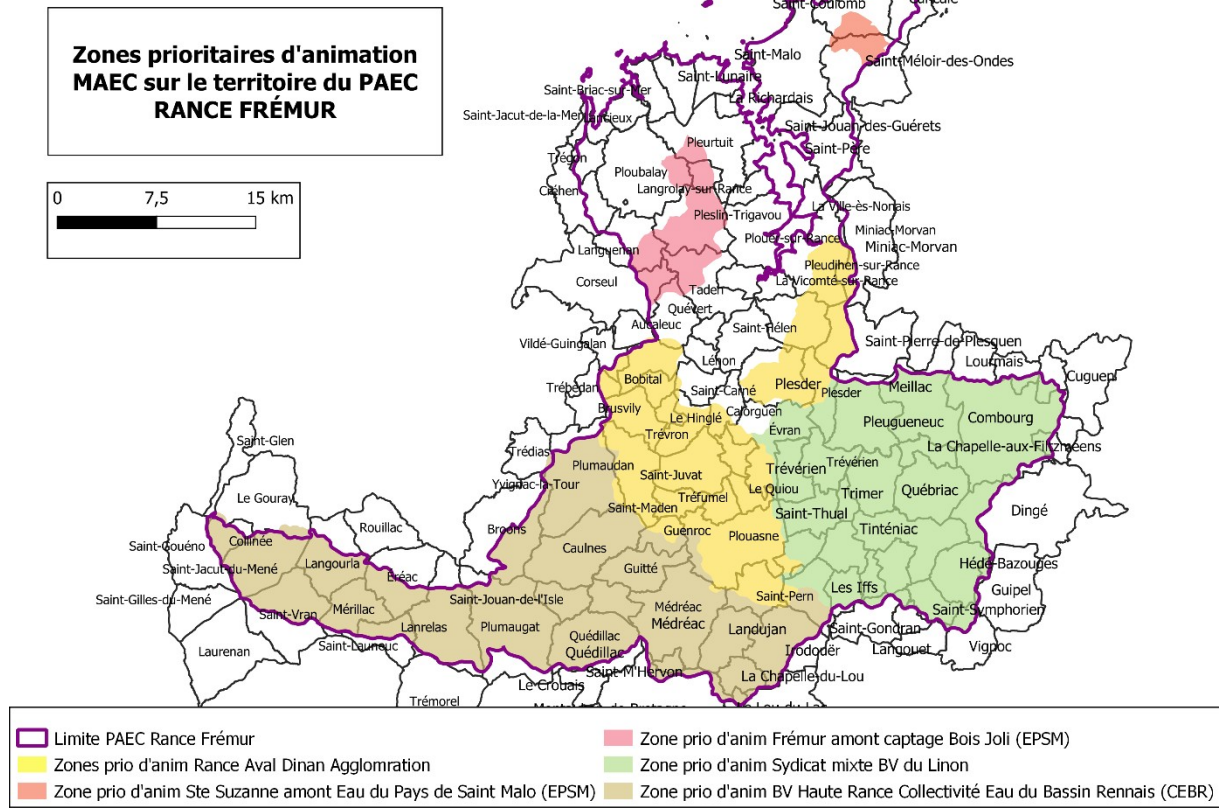 Zones prioritaires d'animation
MAEC sur le territoire du PAEC
RANCE FRÉMUR
0 7,5 15 km
Saint-Coulomb
Saint-Malo
Saint-Méloir-des-Ondes
Saint-Lunaire
Saint-Briac-sur-Mer
La Richardais
Saint-Jacut-de-la-Mer
Lancieux
Saint-Jouan-des-Guérets
Pleurtuit
Saint-Père
Trégon
Ploubalay
Créhen
Langrolay-sur-Rance
La Ville-ès-Nonais
Pleslin-Trigavou
Miniac-Morvan
Plouër-sur-Rance
Miniac-Morvan
Languenan
Pleudihen-sur-Rance
Corseul
La Vicomté-sur-Rance
Taden
Quévert
Aucaleuc
Saint-Hélen
Vildé-Guingalan
Saint-Pierre-de-Plesguen
Léhon
Lourmais
Cuguen
Trébédan
Bobital
Saint-Carné
Plesder
Plesder
Meillac
Brusvily
Le Hinglé
Calorguen
Pleugueneuc
Combourg
Trévron
Évran
Saint-Glen
La Chapelle-aux-Filtzméens
Trédias
Plumaudan
Saint-Juvat
Trévérien
Trévérien
Yvignac-la-Tour
Le Quiou
Québriac
Le Gouray
Tréfumel
Trimer
Saint-Maden
Saint-Thual
Dingé
Rouillac
Broons
Guenroc
Plouasne
Tinténiac
Saint-Gouéno
Collinée
Caulnes
Langourla
Hédé-Bazouges
Saint-Jacut-du-Mené
Éréac
Guitté
Les Iffs
Guipel
Saint-Gilles-du-Mené
Saint-Jouan-de-l'Isle
Saint-Pern
Saint-Vran
Mérillac
Médréac
Saint-Symphorien
Lanrelas
Plumaugat
Médréac
Landujan
Saint-Gondran
Quédillac
Laurenan
Saint-Launeuc
Quédillac
Irodouër
Langouet
Vignoc
Saint-M'Hervon
La Chapelle-du-Lou
Le Crouais
Trémorel
Limite PAEC Rance Frémur
Zones prio d'anim Rance Aval Dinan Agglomration
Zone prio d'anim Ste Suzanne amont Eau du Pays de Saint Malo (EPSM)
Zone prio d'anim Frémur amont captage Bois Joli (EPSM)
Zone prio d'anim Sydicat mixte BV du Linon
Zone prio d'anim BV Haute Rance Collectivité Eau du Bassin Rennais (CEBR)